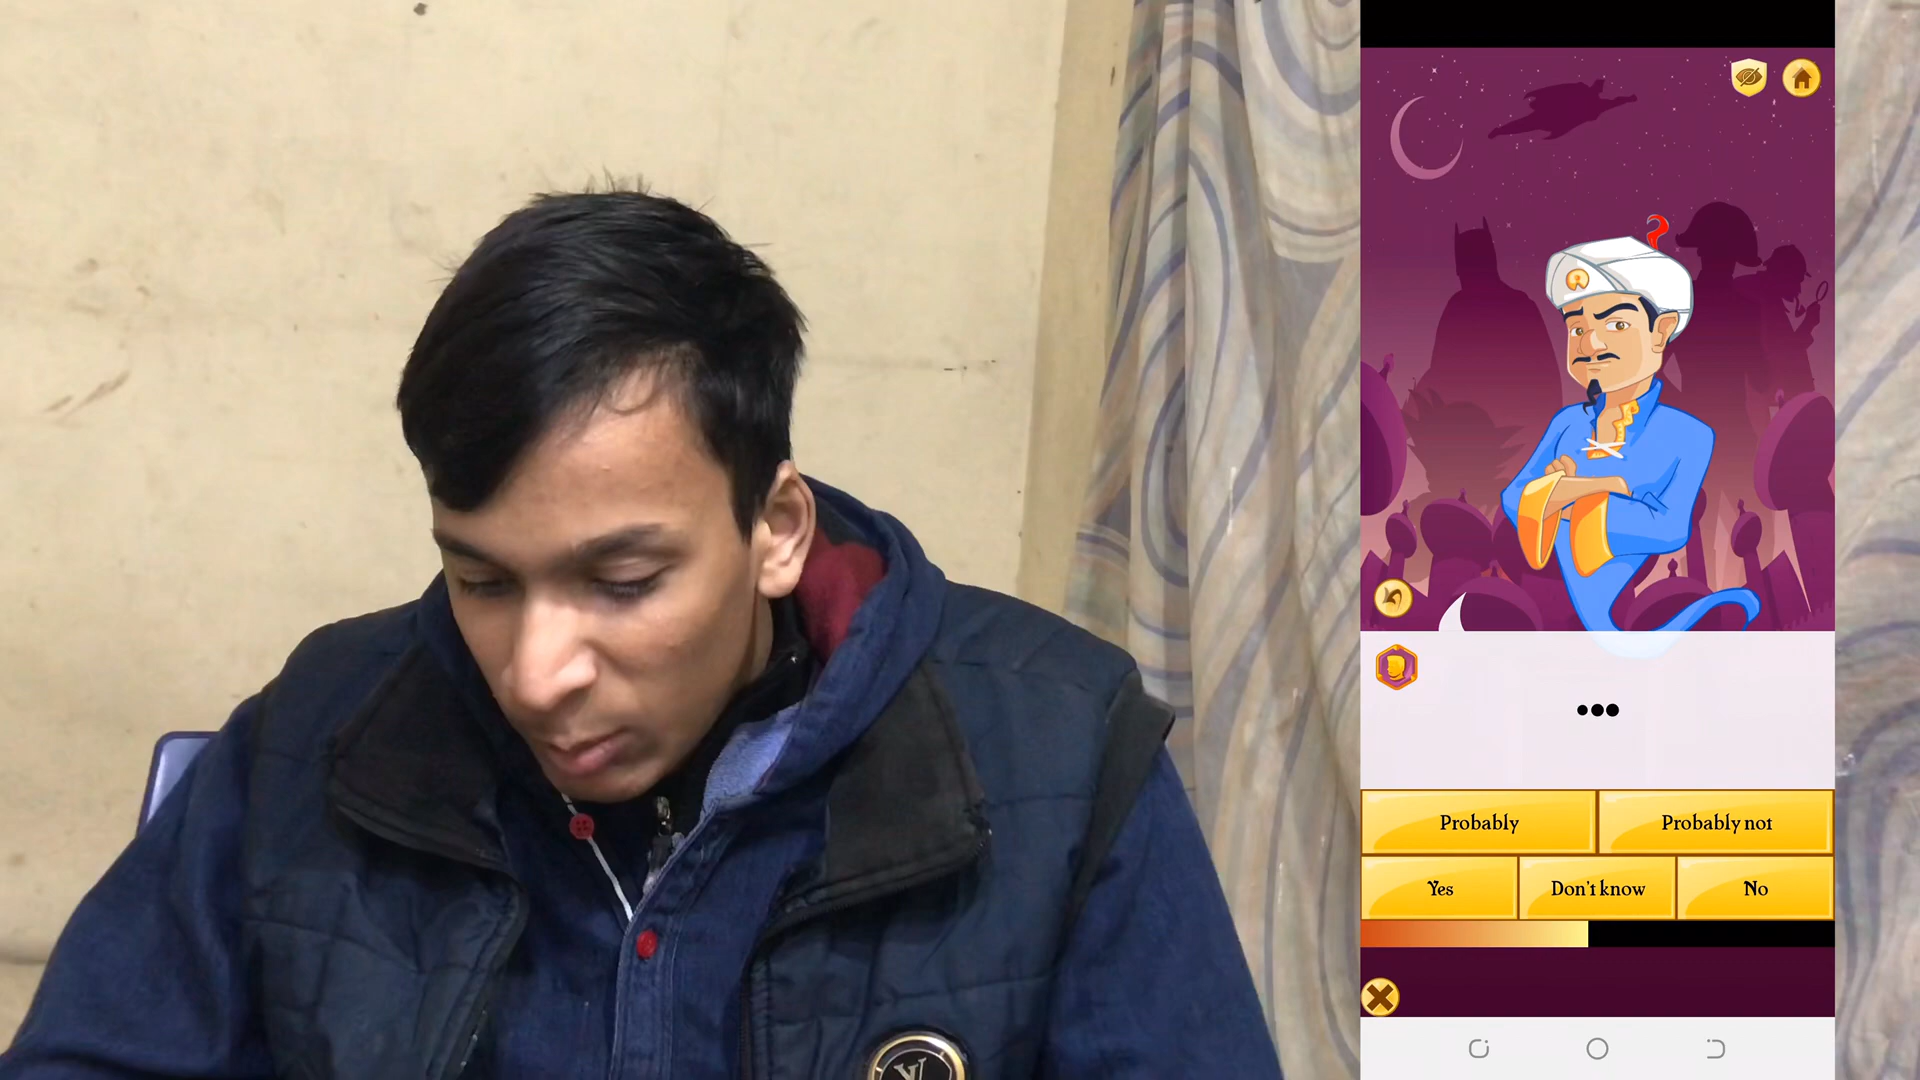 Probably
Probably not
Yes
Don't know
No